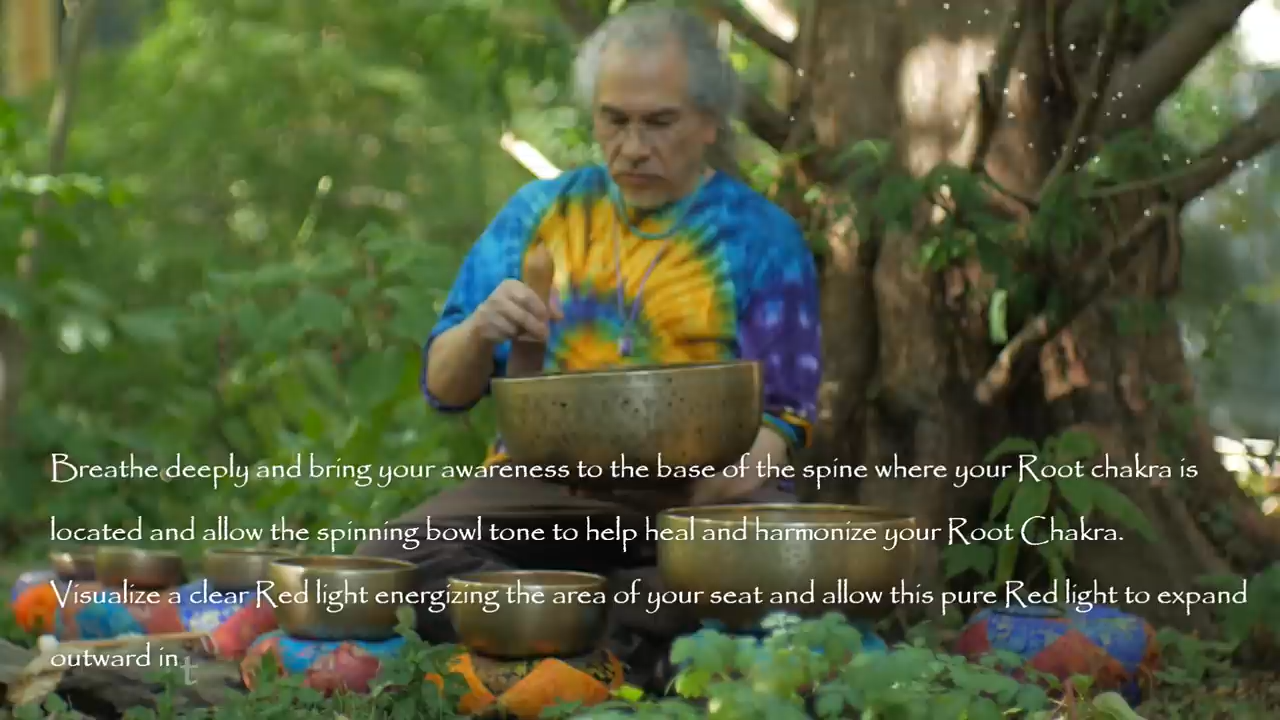 Breathe deeply and bring your awareness to the base of the spine where your Root chakra is
located and allow the spinning bowl tone to help heal and harmonize your Root Chakra.
Visualize a clear Red light energizing the area of your seat and allow this pure Red light to expand
outward int